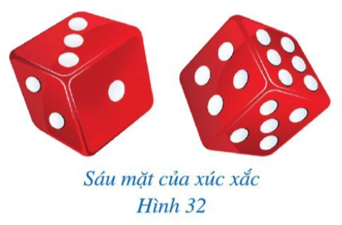 Sáu mặt của xúc xắc
Hình 32